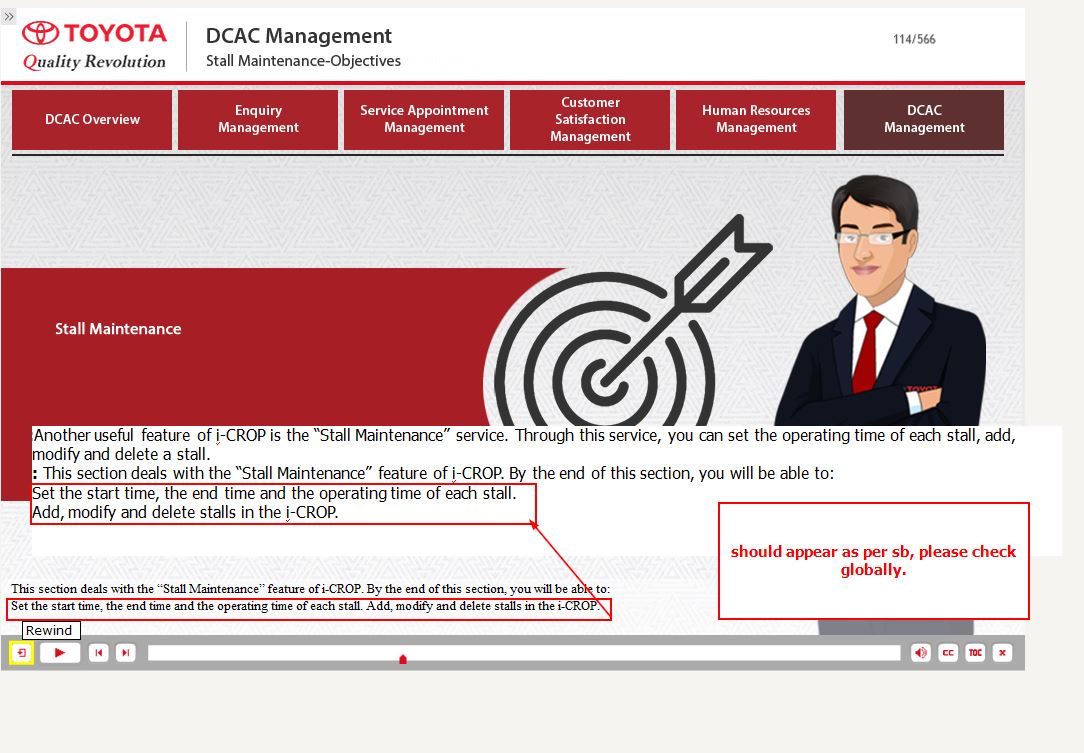 »
TOYOTA
Quality Revolution
DCAC Management
Stall Maintenance-Objectives
114/566
DCAC Overview
Enquiry
Management
Service Appointment
Management
Customer
Satisfaction
Management
Human Resources
Management
DCAC
Management
Stall Maintenance
TOYOTA
Another useful feature of i-CROP is the “Stall Maintenance” service. Through this service, you can set the operating time of each stall, add,
modify and delete a stall.
: This section deals with the “Stall Maintenance” feature of i-CROP. By the end of this section, you will be able to:
Set the start time, the end time and the operating time of each stall.
Add, modify and delete stalls in the i-CROP.
should appear as per sb, please check
globally.
This section deals with the “Stall Maintenance” feature of i-CROP. By the end of this section, you will be able to:
Set the start time, the end time and the operating time of each stall. Add, modify and delete stalls in the i-CROP.
Rewind
CC
TOC
x